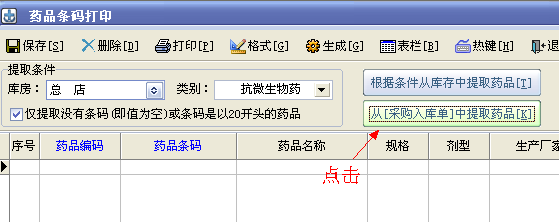 药品条码打印
保存[S] 删除[D] 打印[P] 格式[G] 生成[G] 表栏[B] 热键[H] 退
提取条件
库房: 总 店 类别: 抗微生物药
仅提取没有条码(即值为空)或条码是以20开头的药品
根据条件从库存中提取药品[T]
从[采购入库单]中提取药品[K]
序号 药品编码 药品条码 药品名称 规格 剂型 生产厂家
点击